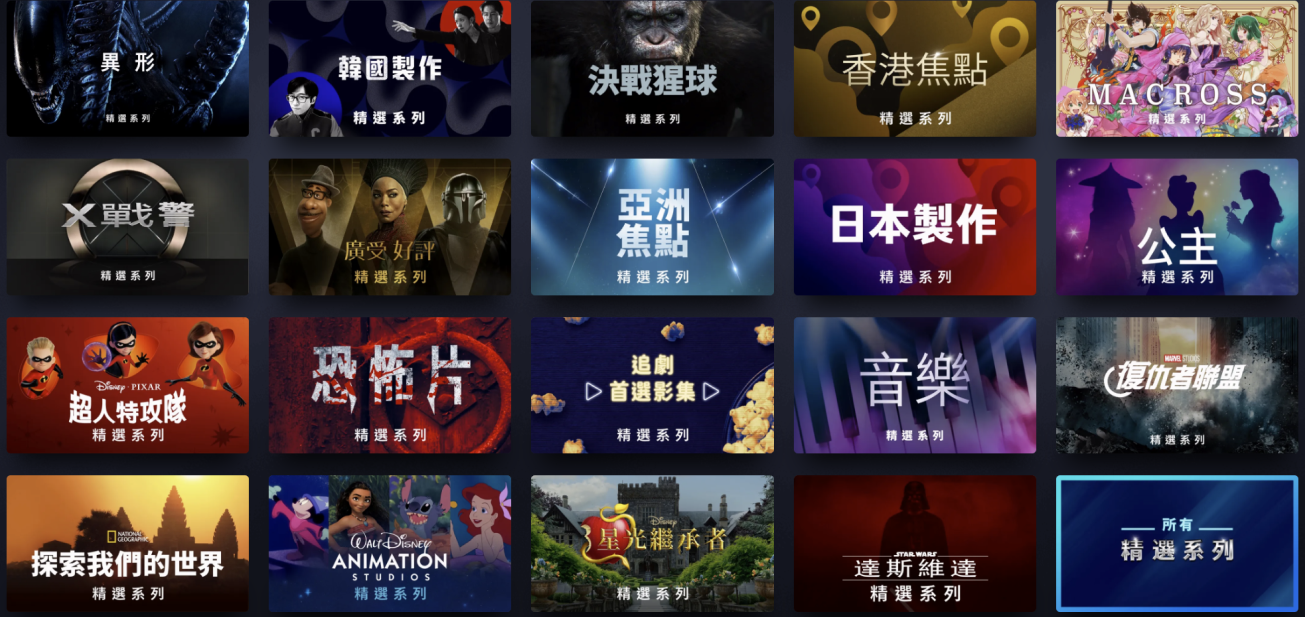 異形
精選系列
韓國製作
精選系列
決戰猩球
精選系列
香港焦點
精選系列
MACROSS
精選系列
X戰警
精選系列
廣受好評
精選系列
亞洲
焦點
精選系列
日本製作
精選系列
公主
精選系列
Disney · PIXAR
超人特攻隊
精選系列
恐怖片
精選系列
追劇
首選影集
精選系列
音樂
精選系列
MARVEL STUDIOS
復仇者聯盟
精選系列
NATIONAL
GEOGRAPHIC
探索我們的世界
精選系列
WALT DISNEY
ANIMATION
STUDIOS
精選系列
Disney
星光繼承者
精選系列
STAR WARS
達斯維達
精選系列
所有
精選系列